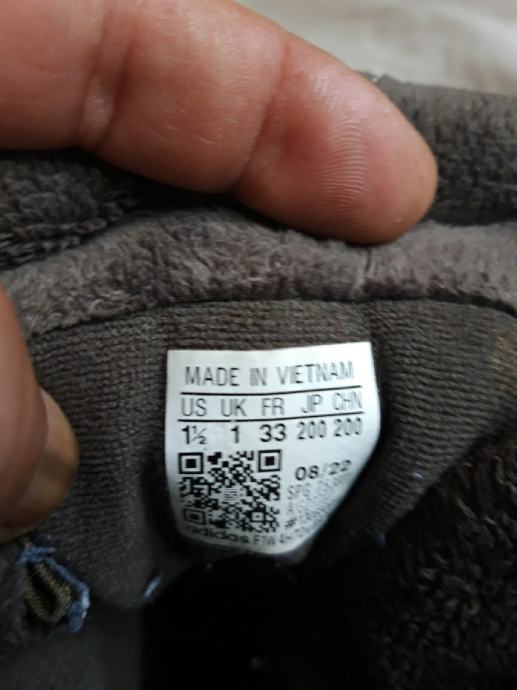 MADE IN VIETNAM
US UK FR JP CHN
1½ 1 33 200 200
08/22
adidas